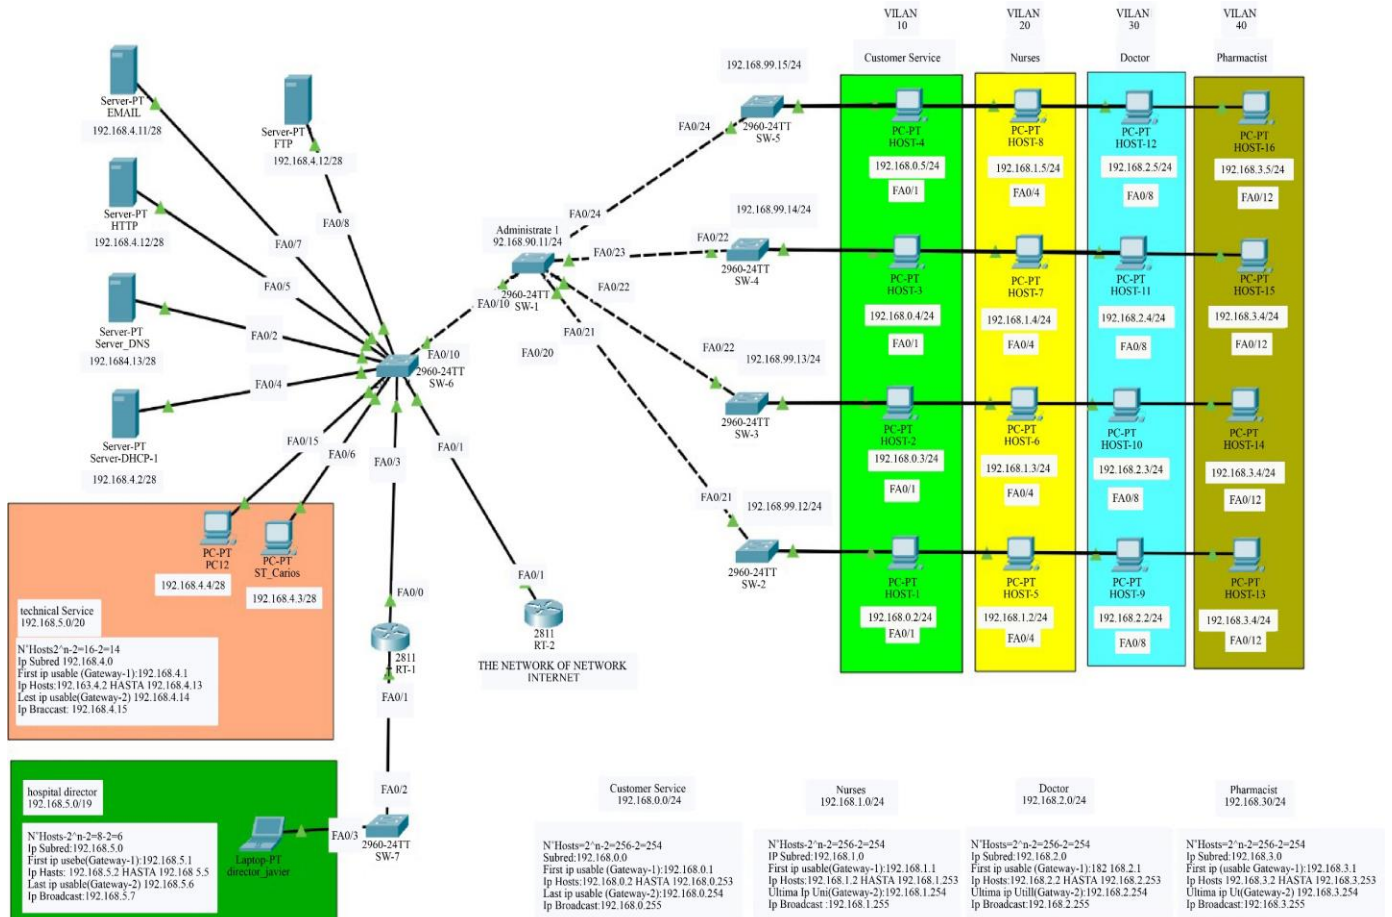 VILAN
10
VILAN
20
VILAN
30
VILAN
40
Customer Service
Nurses
Doctor
Pharmactist
Server-PT
EMAIL
192.168.4.11/28
Server-PT
FTP
192.168.4.12/28
Server-PT
HTTP
192.168.4.12/28
Server-PT
Server_DNS
1921684.13/28
Server-PT
Server-DHCP-1
192.168.4.2/28
FA0/7
FA0/8
FA0/5
FA0/2
FA0/4
FA0/15
FA0/6
FA0/3
FA0/1
FA0/10
2960-24TT
SW-6
FA0/10
Administrate 1
92.168.90.11/24
2960-24TT
SW-1
FA0/24
FA0/23
FA0/22
FA0/21
FA0/20
192.168.99.15/24
FA0/24
2960-24TT
SW-5
192.168.99.14/24
FA0/22
2960-24TT
SW-4
FA0/22
192.168.99.13/24
2960-24TT
SW-3
FA0/21
192.168.99.12/24
2960-24TT
SW-2
PC-PT
HOST-4
192.168.0.5/24
FA0/1
PC-PT
HOST-8
192.168.1.5/24
FA0/4
PC-PT
HOST-12
192.168.2.5/24
FA0/8
PC-PT
HOST-16
192.168.3.5/24
FA0/12
PC-PT
HOST-3
192.168.0.4/24
FA0/1
PC-PT
HOST-7
192.168.1.4/24
FA0/4
PC-PT
HOST-11
192.168.2.4/24
FA0/8
PC-PT
HOST-15
192.168.3.4/24
FA0/12
PC-PT
HOST-2
192.168.0.3/24
FA0/1
PC-PT
HOST-6
192.168.1.3/24
FA0/4
PC-PT
HOST-10
192.168.2.3/24
FA0/8
PC-PT
HOST-14
192.168.3.4/24
FA0/12
PC-PT
HOST-1
192.168.0.2/24
FA0/1
PC-PT
HOST-5
192.168.1.2/24
FA0/4
PC-PT
HOST-9
192.168.2.2/24
FA0/8
PC-PT
HOST-13
192.168.3.4/24
FA0/12
PC-PT
PC12
192.168.4.4/28
PC-PT
ST_Carios
192.168.4.3/28
technical Service
192.168.5.0/20
N°Hosts2^n-2=16-2=14
Ip Subred 192.168.4.0
First ip usable (Gateway-1):192.168.4.1
Ip Hosts:192.163.4.2 HASTA 192.168.4.13
Lest ip usable(Gateway-2) 192.168.4.14
Ip Braccast: 192.168.4.15
FA0/0
2811
RT-1
FA0/1
FA0/2
FA0/1
2811
RT-2
THE NETWORK OF NETWORK
INTERNET
hospital director
192.168.5.0/19
N°Hosts-2^n-2=8-2=6
Ip Subred:192.168.5.0
First ip usebe(Gateway-1):192.168.5.1
Ip Hasts: 192.168.5.2 HASTA 192.168 5.5
Last ip usable(Gateway-2) 192.168.5.6
Ip Broadcast:192.168.5.7
Laptop-PT
director_javier
FA0/3
2960-24TT
SW-7
Customer Service
192.168.0.0/24
N°Hosts=2^n-2=256-2=254
Subred:192.168.0.0
First ip usable (Gateway-1):192.168.0.1
Ip Hosts:192.168.0.2 HASTA 192.168.0.253
Last ip usable (Gateway-2):192.168.0.254
Ip Broadcast:192.168.0.255
Nurses
192.168.1.0/24
N°Hosts-2^n-2=256-2=254
IP Subred:192.168.1,0
First ip usable(Gateway-1):192.168.1.1
Ip Hosts:192.168.1.2 HASTA 192.168.1.253
Ultima Ip Uni(Gateway-2):192.168.1.254
Ip Broadcast :192.168.1.255
Doctor
192.168.2.0/24
N°Hosts=2^n-2=256-2=254
Ip Subred:192.168.2.0
First ip usable (Gateway-1):182 168.2.1
Ip Hosts:192.168.2.2 HASTA 192.168.2.253
Última ip Utill(Gatway-2):192.168.2.254
Ip Broadcast:192.168.2.255
Pharmacist
192.168.30/24
N°Hosts=2^n-2=256-2=254
IP Subred:192.168.3.0
First ip (usable Gateway-1):192.168.3.1
Ip Hosts 192.168.3.2 HASTA 192.168.3.253
Ultima ip Ut(Gateway-2) 192.168.3.254
Ip Broadcast: 192.168.3.255